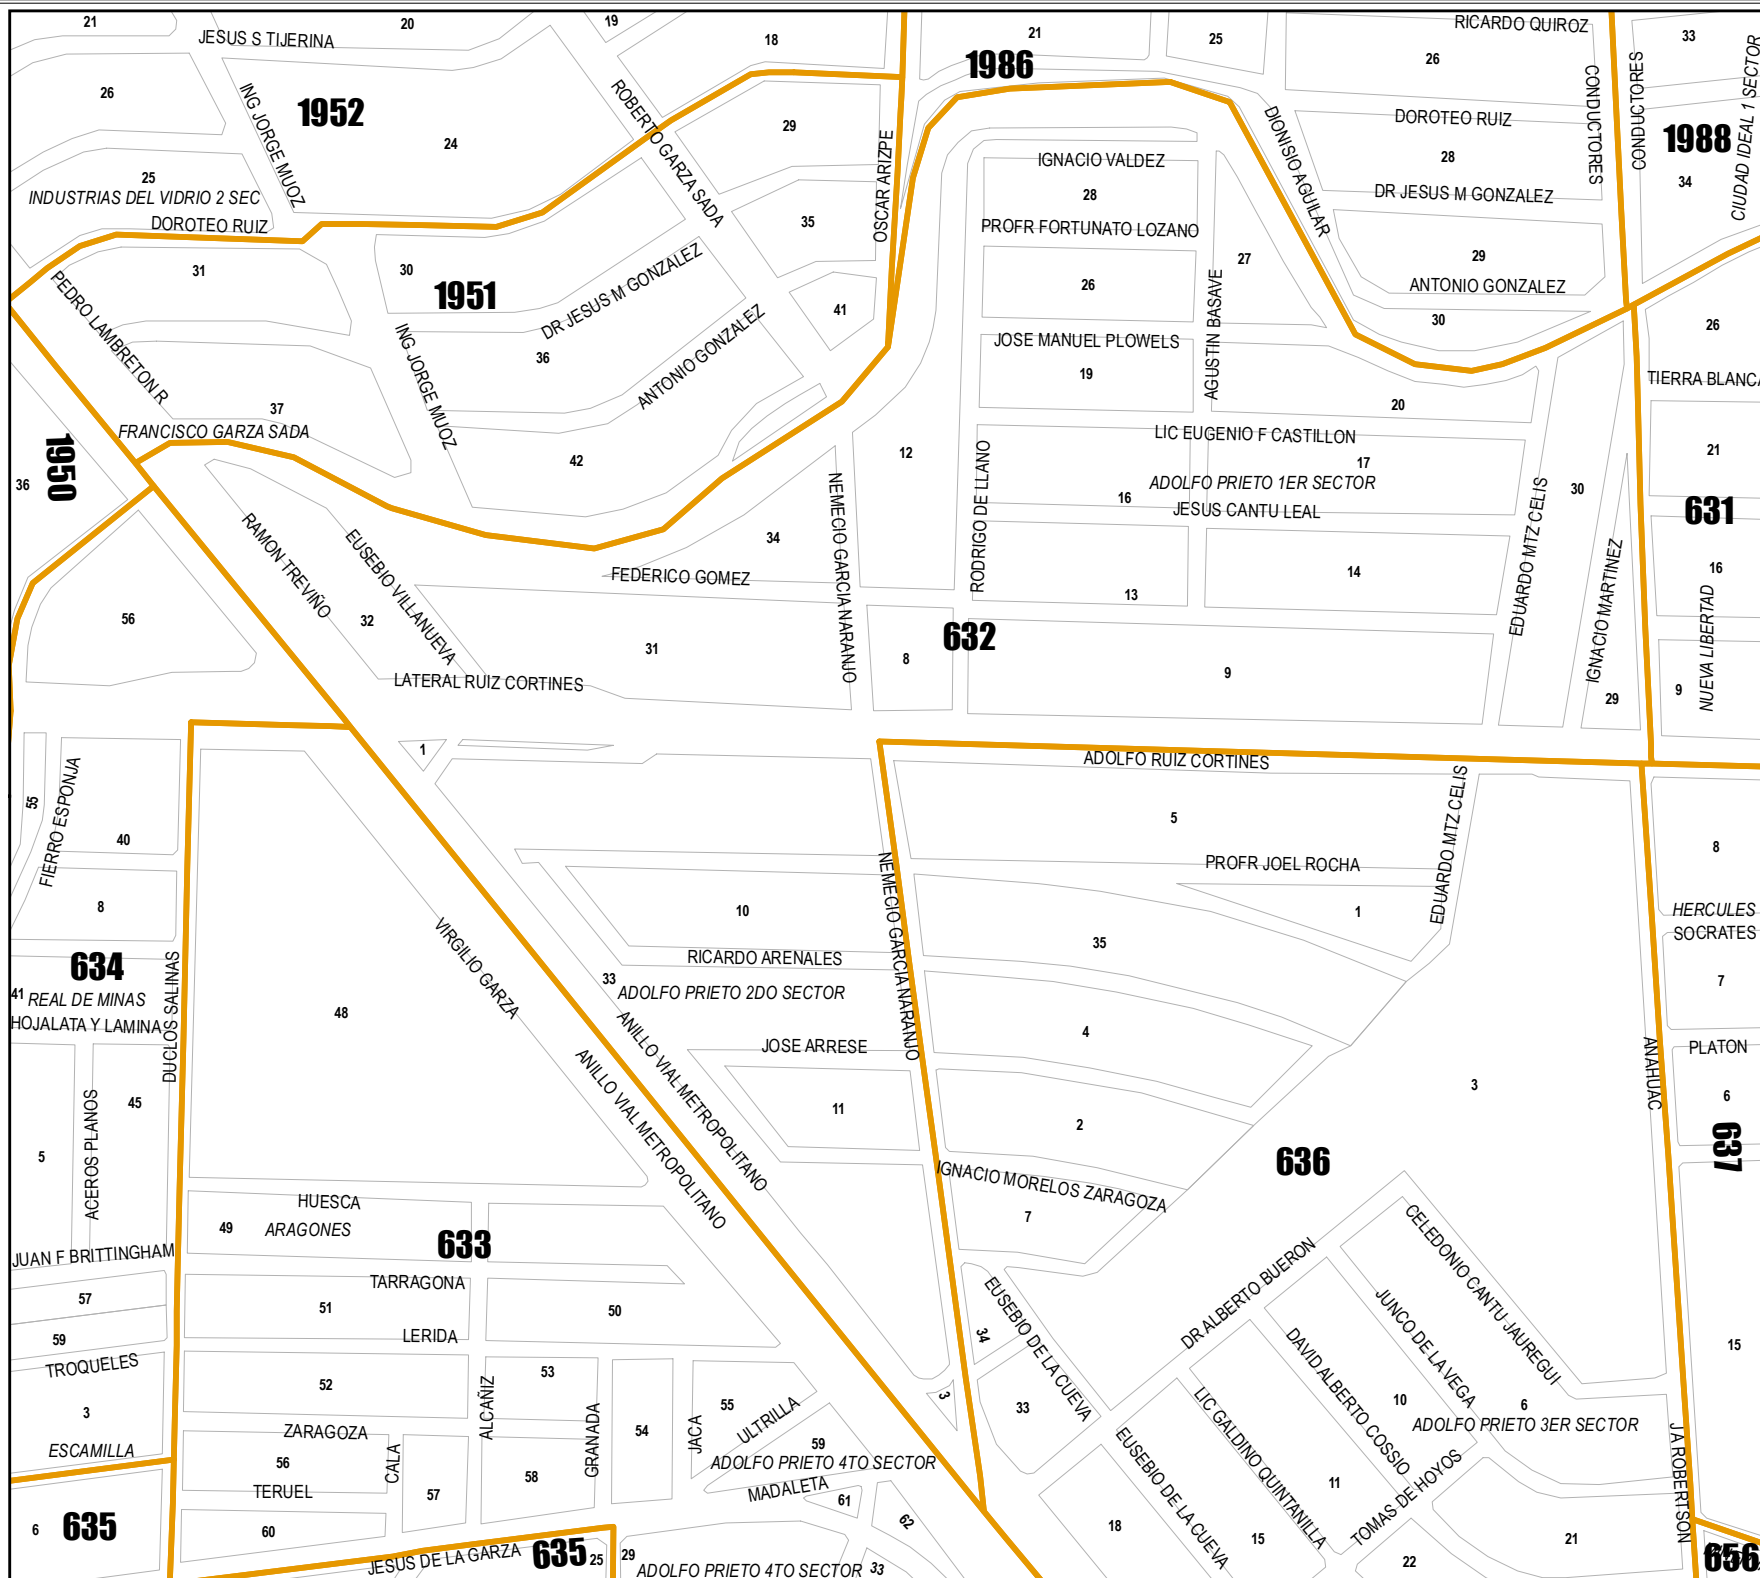 21
JESUS S TIJERINA
20
19
18
21
25
RICARDO QUIROZ
33
1986
26
26
ING JORGE MUOZ
1952
ROBERTO GARZA SADA
29
24
OSCAR ARIZPE
DIONISIO AGUILAR
DOROTEO RUIZ
CONDUCTORES
CONDUCTORES
1988
CIUDAD IDEAL 1 SECTOR
34
25
INDUSTRIAS DEL VIDRIO 2 SEC
DOROTEO RUIZ
IGNACIO VALDEZ
28
28
DR JESUS M GONZALEZ
PROFR FORTUNATO LOZANO
35
31
30
1951
DR JESUS M GONZALEZ
27
29
ANTONIO GONZALEZ
26
41
30
PEDRO LAMBRETON R
ING JORGE MUOZ
36
ANTONIO GONZALEZ
JOSE MANUEL PLOWELS
AGUSTIN BASAVE
26
19
TIERRA BLANCA
37
FRANCISCO GARZA SADA
20
LIC EUGENIO F CASTILLON
1950
36
42
12
17
ADOLFO PRIETO 1ER SECTOR
16
JESUS CANTU LEAL
30
21
631
RAMON TREVIÑO
EUSEBIO VILLANUEVA
34
NEMECIO GARCIA NARANJO
RODRIGO DE LLANO
EDUARDO MTZ CELIS
IGNACIO MARTINEZ
FEDERICO GOMEZ
14
13
16
NUEVA LIBERTAD
56
32
31
632
8
9
LATERAL RUIZ CORTINES
29
9
1
ADOLFO RUIZ CORTINES
55
FIERRO ESPONJA
40
5
EDUARDO MTZ CELIS
PROFR JOEL ROCHA
8
8
10
NEMECIO GARCIA NARANJO
1
HERCULES
SOCRATES
VIRGILIO GARZA
35
RICARDO ARENALES
634
33
ADOLFO PRIETO 2DO SECTOR
41
REAL DE MINAS
HOJALATA Y LAMINA
DUCLOS SALINAS
48
7
4
ANILLO VIAL METROPOLITANO
ANILLO VIAL METROPOLITANO
JOSE ARRESE
ANAHUAC
PLATON
3
6
45
ACEROS PLANOS
11
2
5
637
636
IGNACIO MORELOS ZARAGOZA
HUESCA
49
ARAGONES
7
633
JUAN F BRITTINGHAM
CELEDONIO CANTU JAUREGUI
DR ALBERTO BUERON
TARRAGONA
57
51
50
EUSEBIO DE LA CUEVA
JUNCO DE LA VEGA
59
LERIDA
34
DAVID ALBERTO COSSIO
15
TROQUELES
52
53
ALCAÑIZ
3
33
LIC GALDINO QUINTANILLA
10
6
ADOLFO PRIETO 3ER SECTOR
3
55
ULTRILLA
JACA
54
GRANADA
ZARAGOZA
ESCAMILLA
59
ADOLFO PRIETO 4TO SECTOR
MADALETA
EUSEBIO DE LA CUEVA
TOMAS DE HOYOS
J A ROBERTSON
56
CALA
58
TERUEL
57
11
61
62
6
635
60
18
15
21
JESUS DE LA GARZA
635
25
29
ADOLFO PRIETO 4TO SECTOR
33
22
656